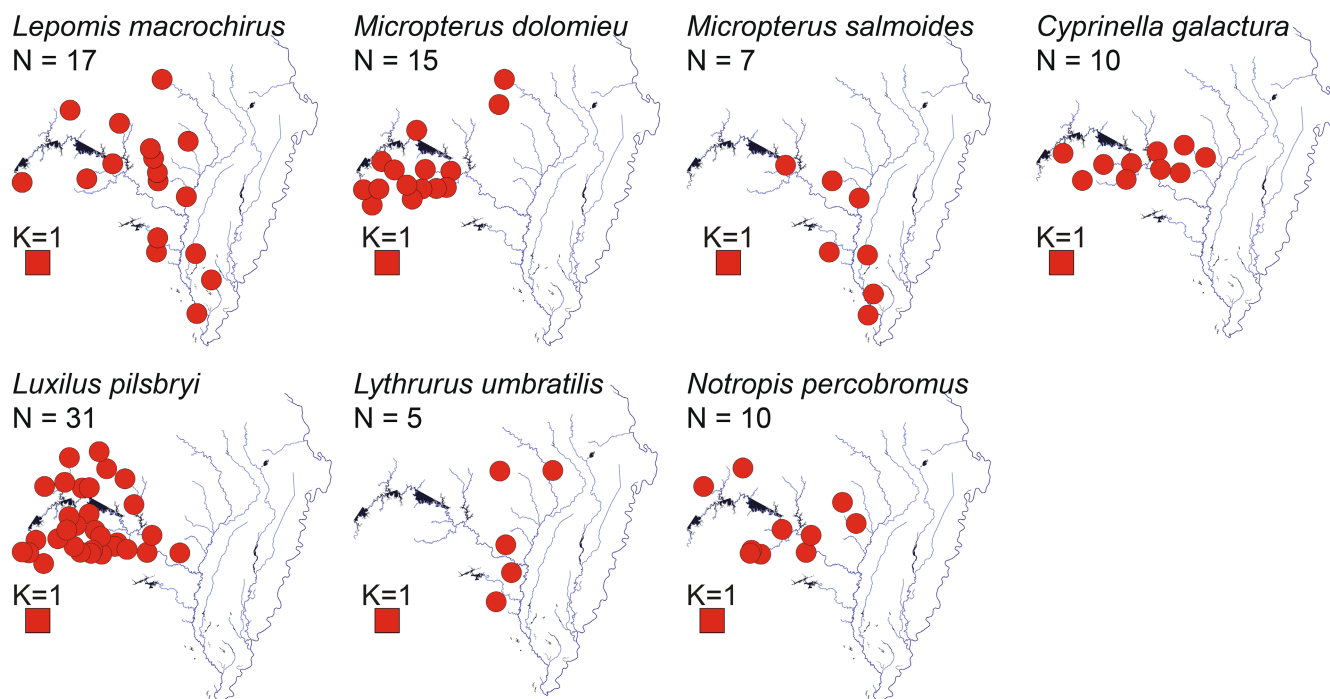 Lepomis macrochirus
N = 17
K=1
Micropterus dolomieu
N = 15
K=1
Micropterus salmoides
N = 7
K=1
Cyprinella galactura
N = 10
K=1
Luxilus pilsbryi
N = 31
K=1
Lythrurus umbratilis
N = 5
K=1
Notropis percobromus
N = 10
K=1